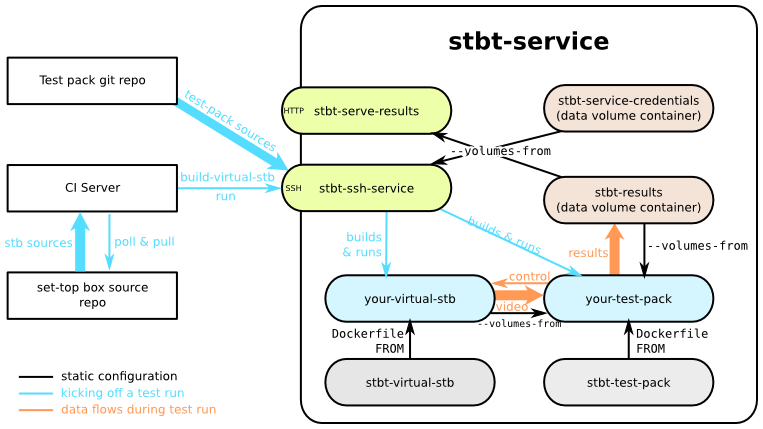 stbt-service
Test pack git repo
test-pack sources
HTTP
stbt-serve-results
stbt-service-credentials
(data volume container)
--volumes-from
CI Server
build-virtual-stb
run
SSH
stbt-ssh-service
stbt-results
(data volume container)
stb sources
poll & pull
builds
& runs
builds & runs
results
--volumes-from
set-top box source
repo
your-virtual-stb
control
video
--volumes-from
your-test-pack
Dockerfile
FROM
Dockerfile
FROM
stbt-virtual-stb
stbt-test-pack
static configuration
kicking off a test run
data flows during test run